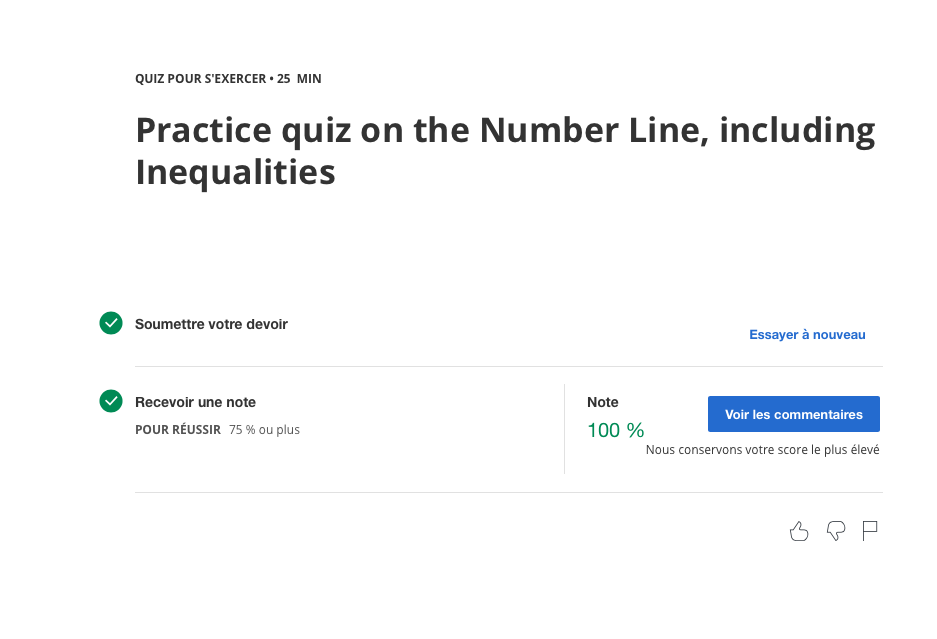 QUIZ POUR S'EXERCER • 25 MIN
Practice quiz on the Number Line, including
Inequalities
Soumettre votre devoir
Essayer à nouveau
Recevoir une note
POUR RÉUSSIR 75 % ou plus
Note
100 %
Voir les commentaires
Nous conservons votre score le plus élevé